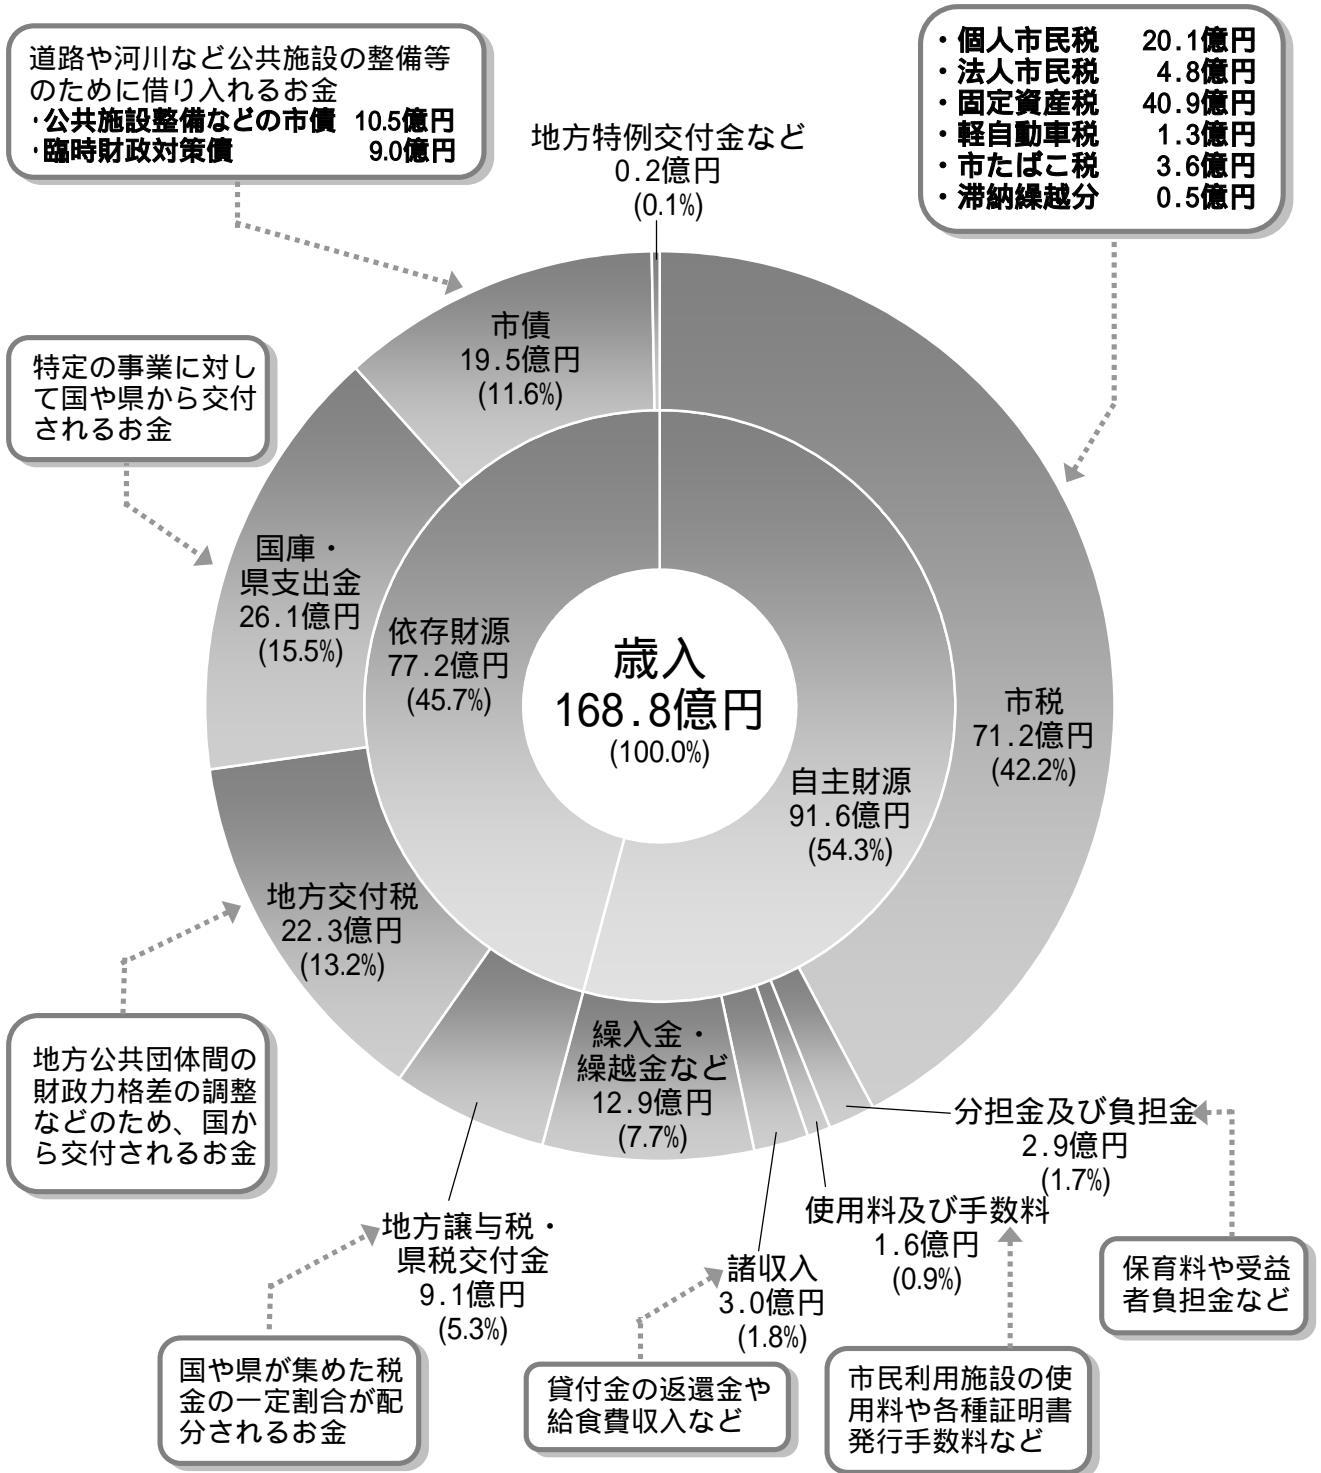 道路や河川など公共施設の整備等
のために借り入れるお金
・公共施設整備などの市債 10.5億円
・臨時財政対策債 9.0億円
・個人市民税 20.1億円
・法人市民税 4.8億円
・固定資産税 40.9億円
・軽自動車税 1.3億円
・市たばこ税 3.6億円
・滞納繰越分 0.5億円
地方特例交付金など
0.2億円
(0.1%)
市債
19.5億円
(11.6%)
特定の事業に対し
て国や県から交付
されるお金
国庫・
県支出金
26.1億円
(15.5%)
依存財源
77.2億円
(45.7%)
歳入
168.8億円
(100.0%)
市税
71.2億円
(42.2%)
自主財源
91.6億円
(54.3%)
地方交付税
22.3億円
(13.2%)
地方公共団体間の
財政力格差の調整
などのため、国か
ら交付されるお金
繰入金・
繰越金など
12.9億円
(7.7%)
分担金及び負担金
2.9億円
(1.7%)
使用料及び手数料
1.6億円
(0.9%)
諸収入
3.0億円
(1.8%)
地方譲与税・
県税交付金
9.1億円
(5.3%)
保育料や受益
者負担金など
国や県が集めた税
金の一定割合が配
分されるお金
貸付金の返還金や
給食費収入など
市民利用施設の使
用料や各種証明書
発行手数料など